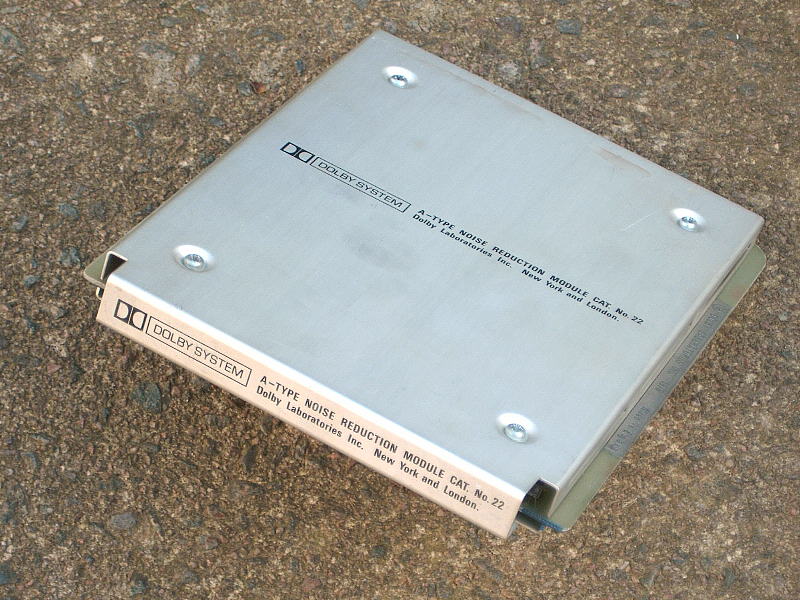 DOLBY SYSTEM
A-TYPE NOISE REDUCTION MODULE CAT. No. 22
Dolby Laboratories Inc. New York and London.
DOLBY SYSTEM
A-TYPE NOISE REDUCTION MODULE CAT. No. 22
Dolby Laboratories Inc. New York and London.